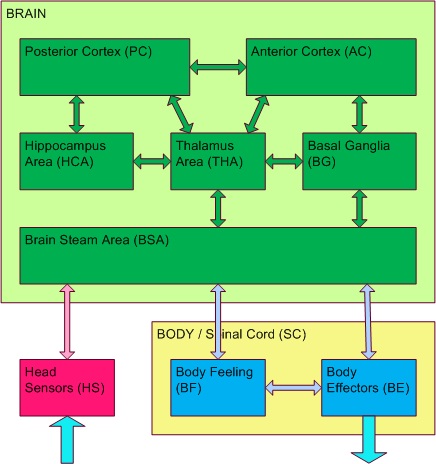 BRAIN
Posterior Cortex (PC)
Anterior Cortex (AC)
Hippocampus
Area (HCA)
Thalamus
Area (THA)
Basal Ganglia
(BG)
Brain Steam Area (BSA)
BODY / Spinal Cord (SC)
Head
Sensors (HS)
Body Feeling
(BF)
Body
Effectors (BE)